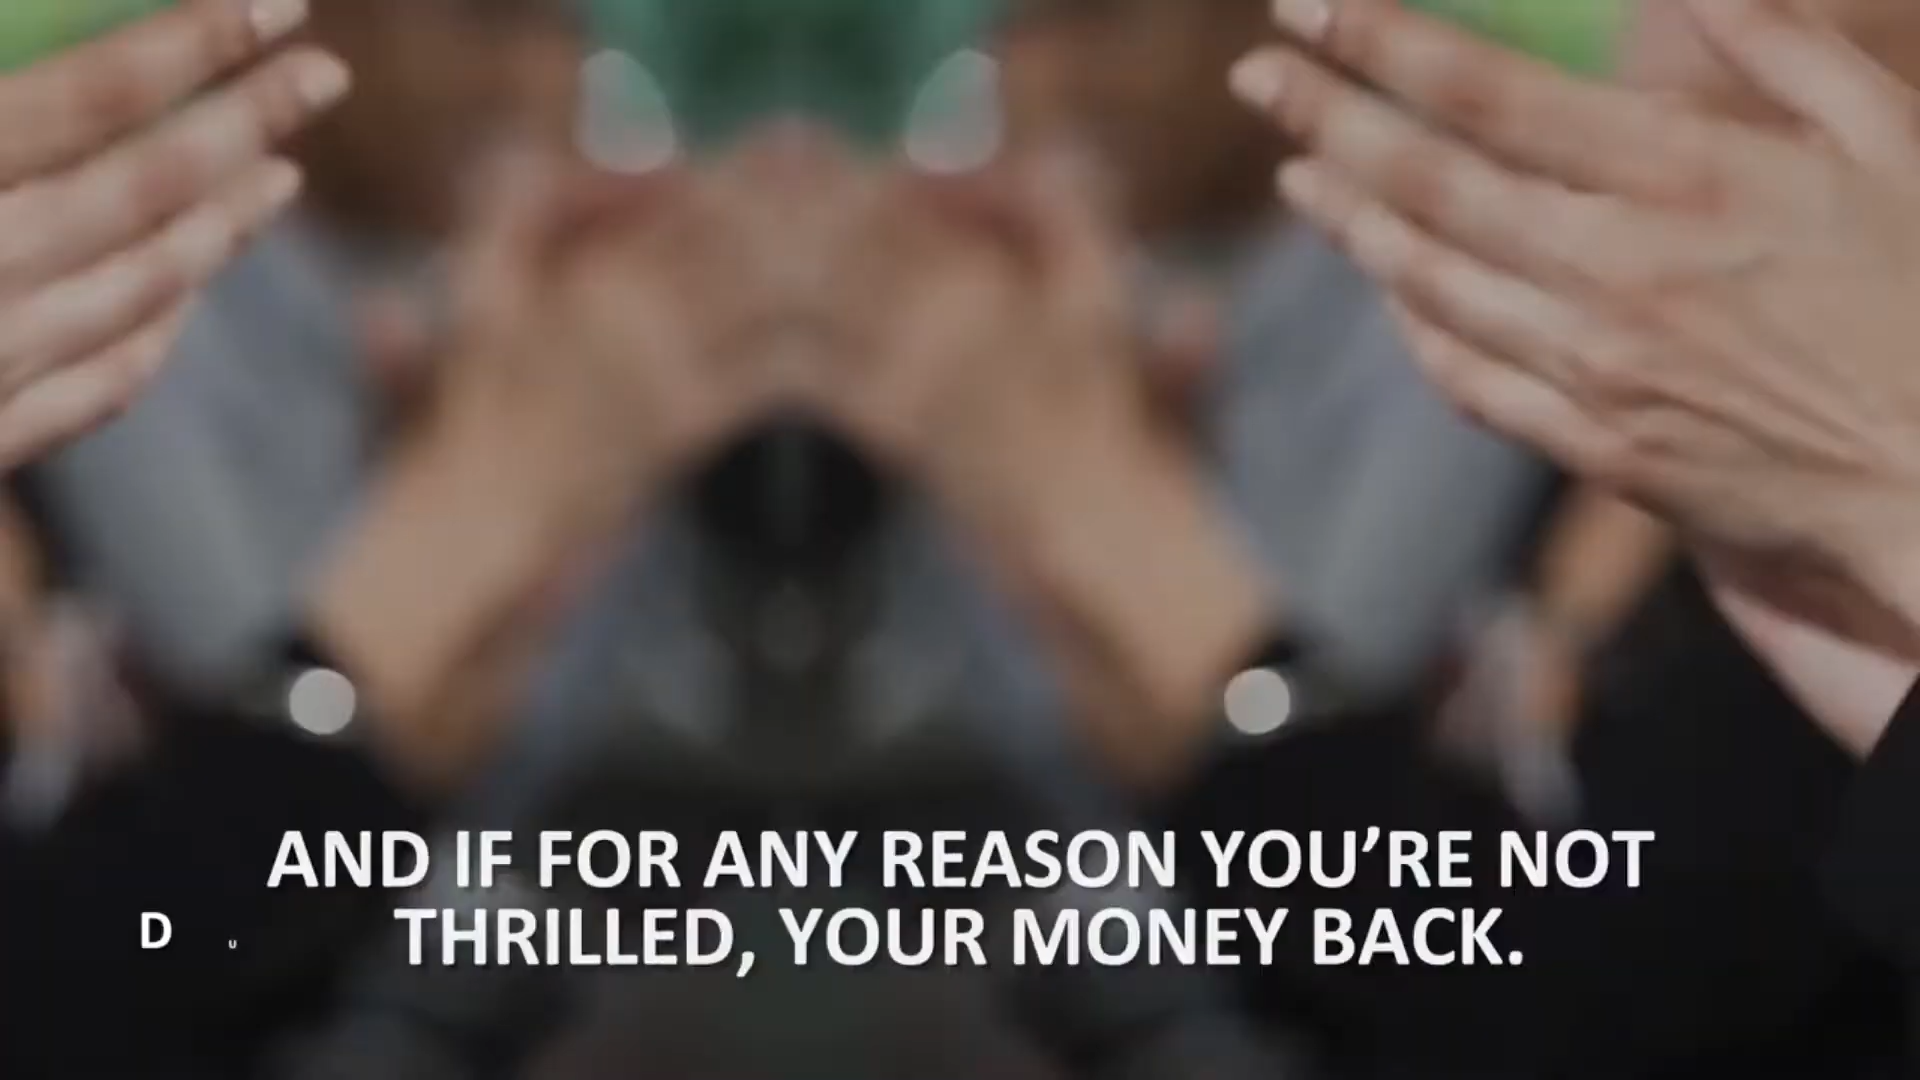 AND IF FOR ANY REASON YOU’RE NOT
THRILLED, YOUR MONEY BACK.
D U